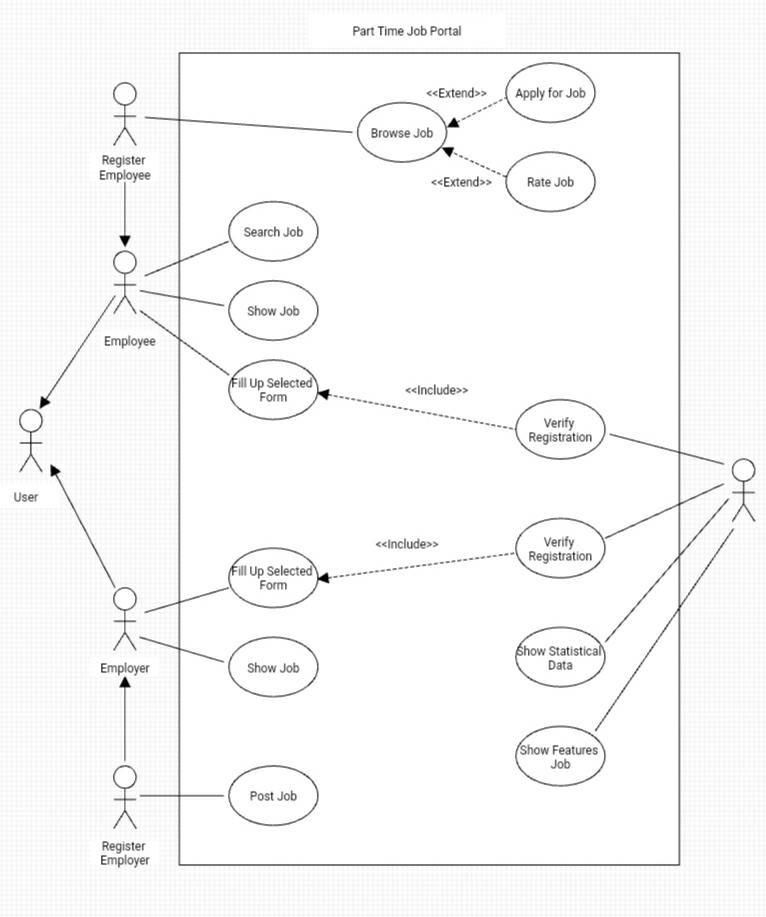 Part Time Job Portal
<<Extend>>
Apply for Job
Browse Job
Register
Employee
<<Extend>>
Rate Job
Search Job
Show Job
Employee
Fill Up Selected
Form
<<Include>>
Verify
Registration
User
<<Include>>
Verify
Registration
Fill Up Selected
Form
Employer
Show Job
Show Statistical
Data
Show Features
Job
Post Job
Register
Employer